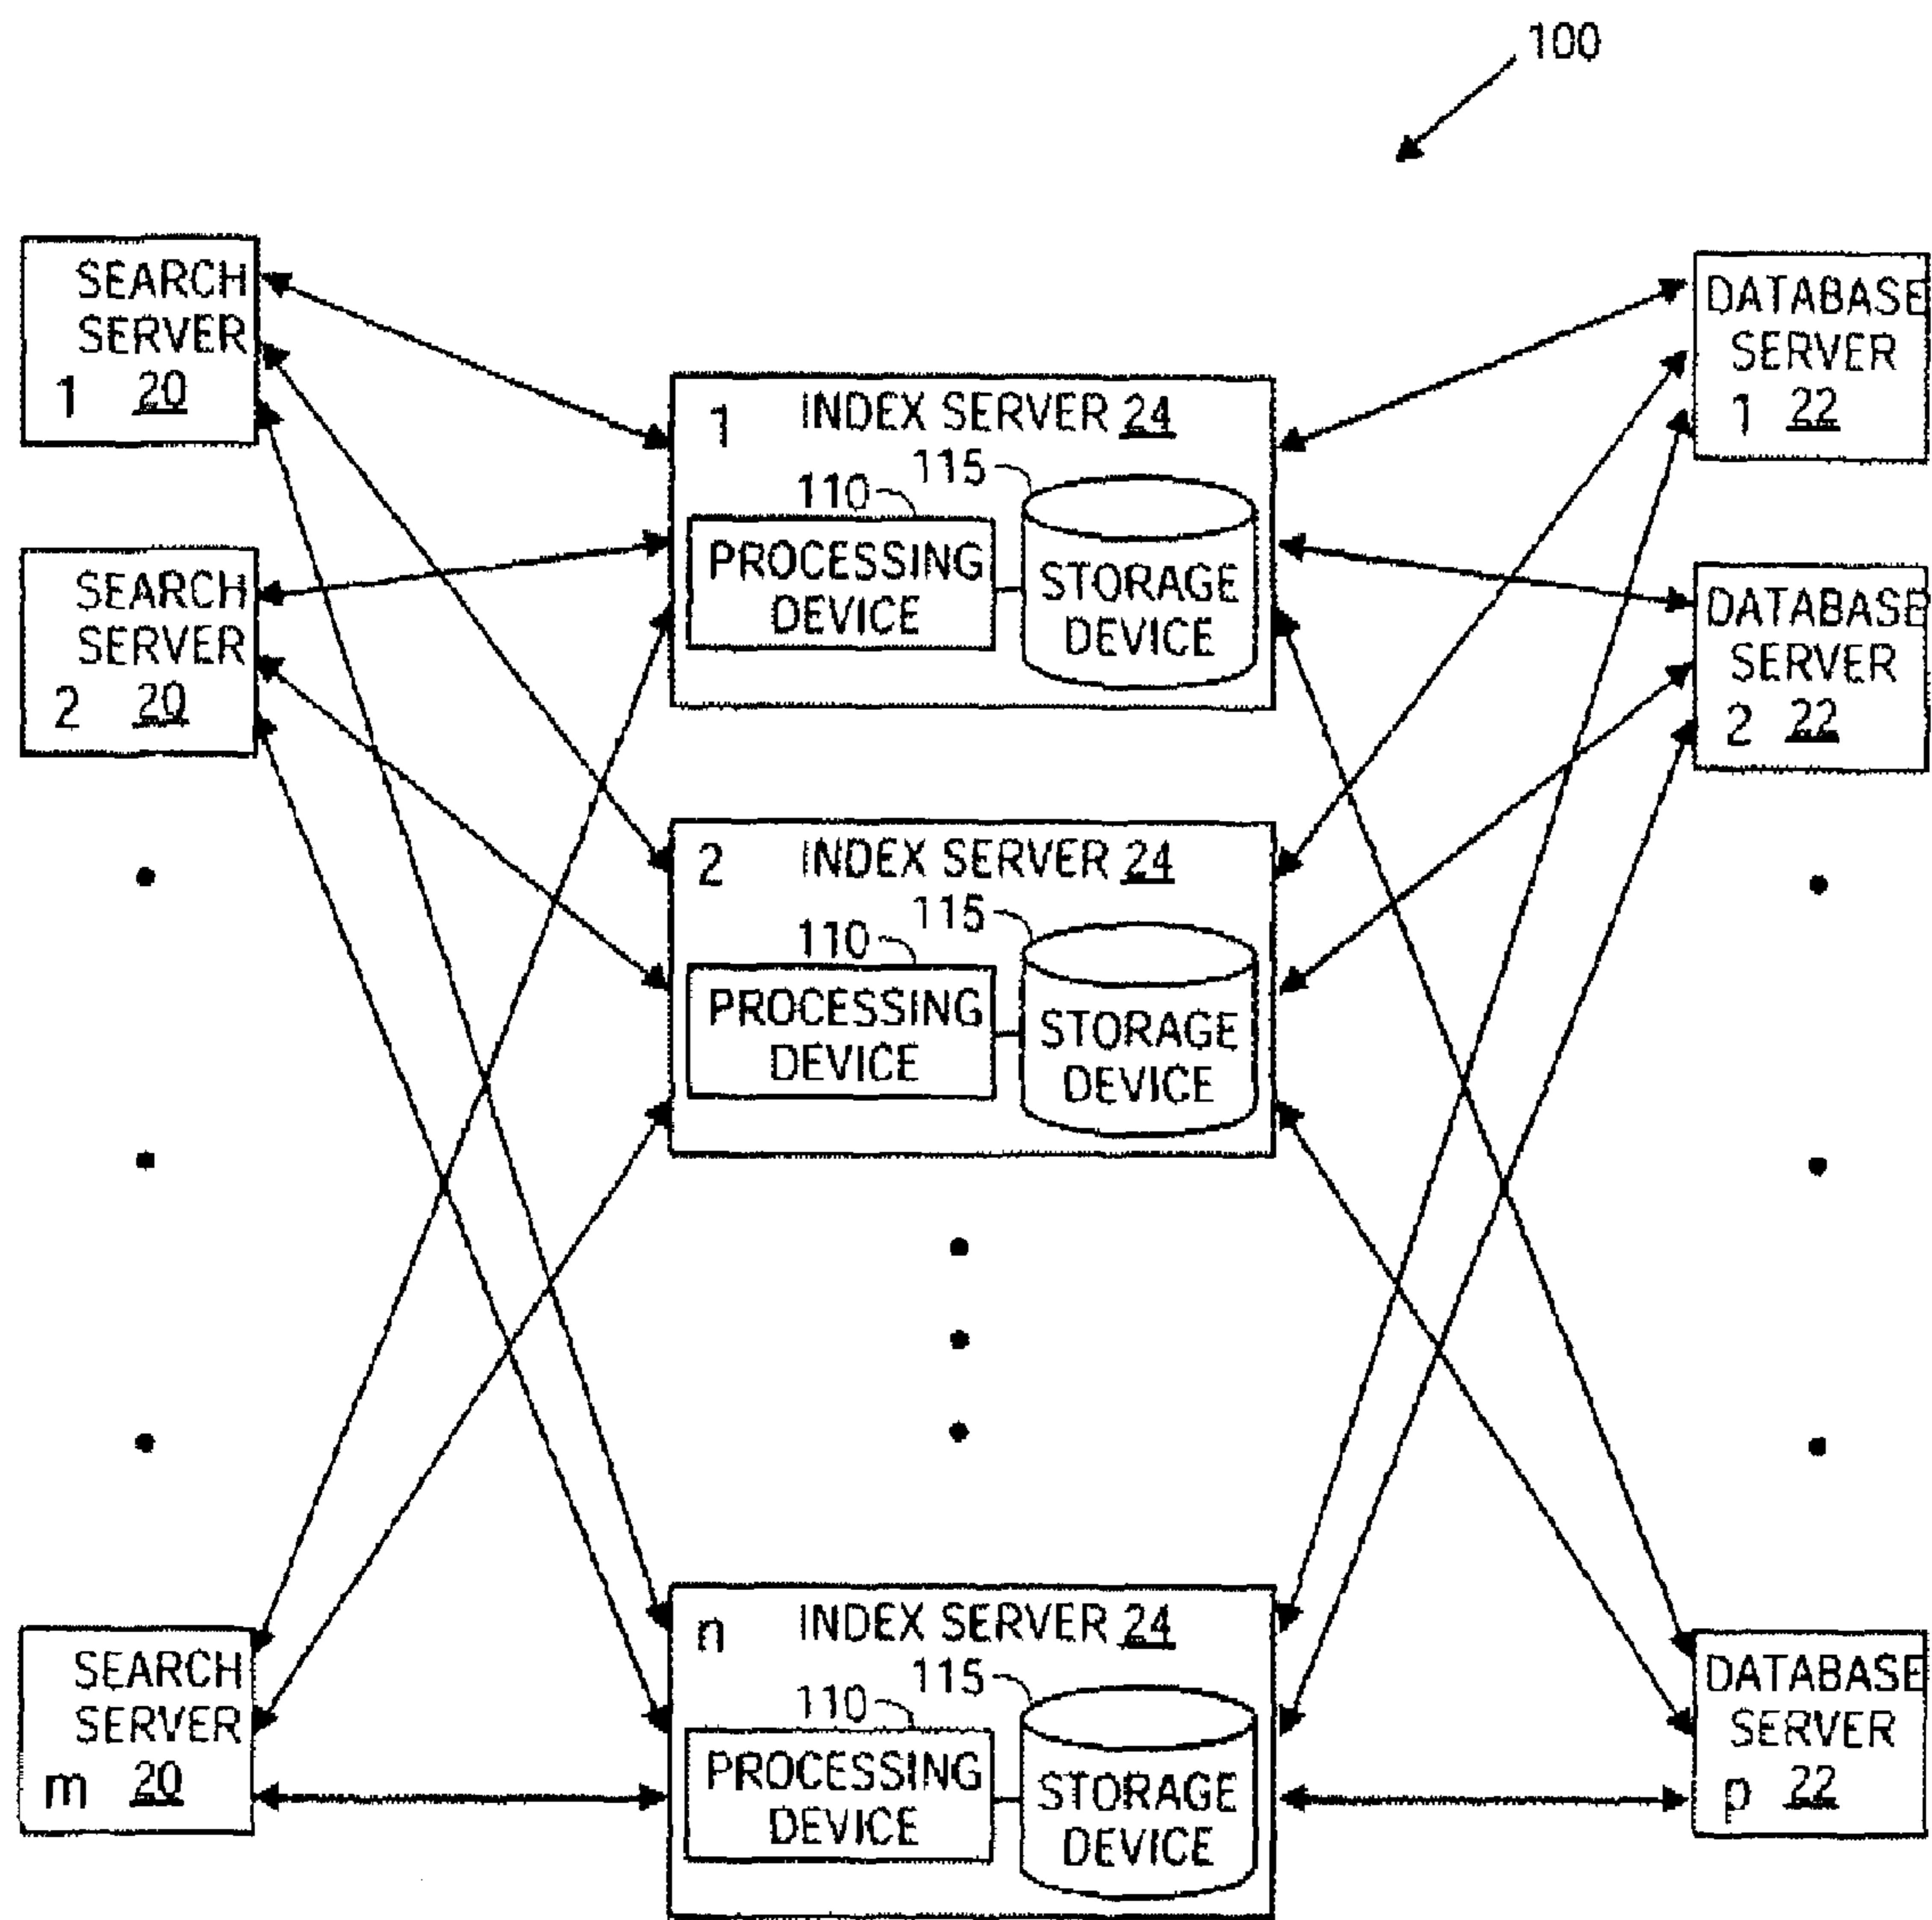 100
SEARCH
SERVER
1 20
SEARCH
SERVER
2 20
SEARCH
SERVER
m 20
1 INDEX SERVER 24
115
110
PROCESSING
DEVICE
STORAGE
DEVICE
2 INDEX SERVER 24
115
110
PROCESSING
DEVICE
STORAGE
DEVICE
n INDEX SERVER 24
115
110
PROCESSING
DEVICE
STORAGE
DEVICE
DATABASE
SERVER
1 22
DATABASE
SERVER
2 22
DATABASE
SERVER
p 22